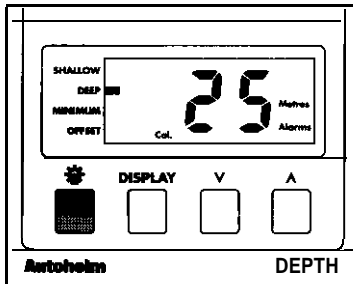 SHALLOW
DEEP
MINIMUM
OFFSET
25
Metres
Cal.
Alarms
DISPLAY V Λ
Autohelm
DEPTH